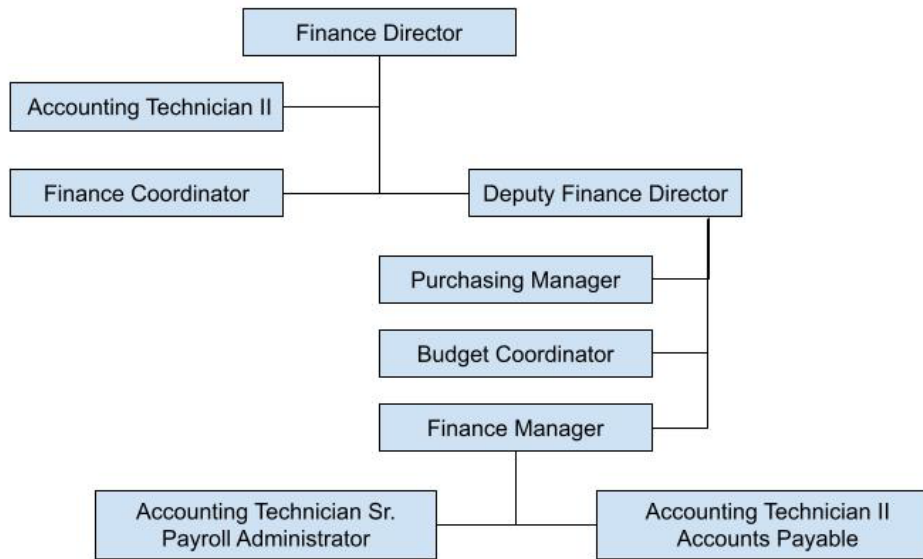 Finance Director
Accounting Technician II
Finance Coordinator
Deputy Finance Director
Purchasing Manager
Budget Coordinator
Finance Manager
Accounting Technician Sr.
Payroll Administrator
Accounting Technician II
Accounts Payable